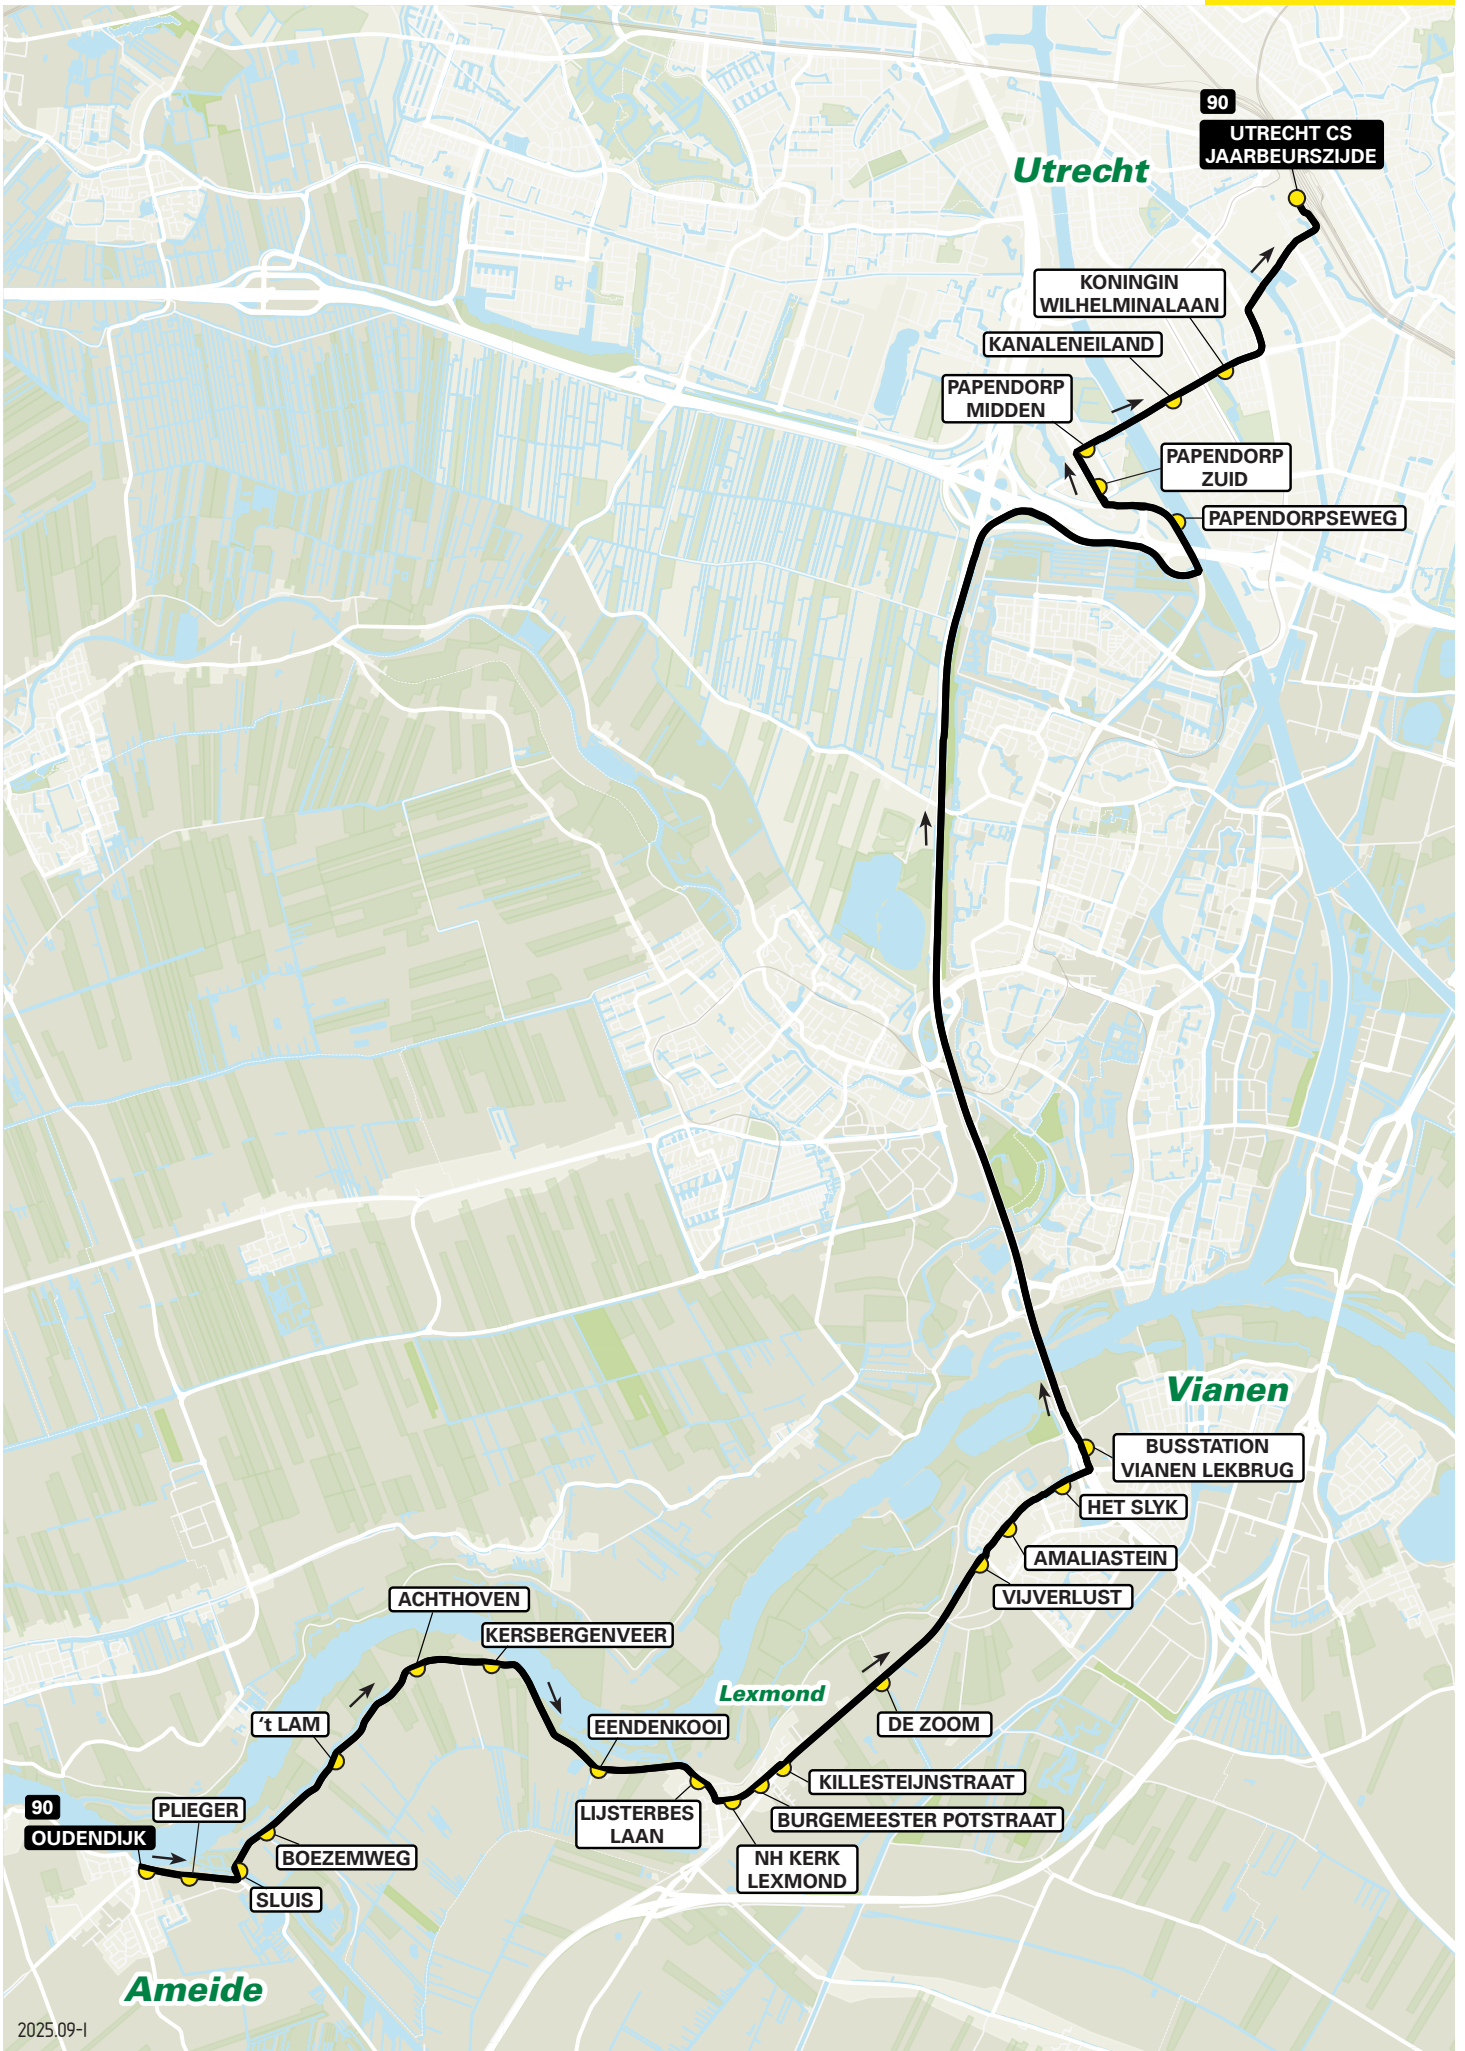 90
UTRECHT CS
JAARBEURSZIJDE
Utrecht
KONINGIN
WILHELMINALAAN
KANALENEILAND
PAPENDORP
MIDDEN
PAPENDORP
ZUID
PAPENDORPSEWEG
Vianen
BUSSTATION
VIANEN LEKBRUG
HET SLYK
AMALIASTEIN
VIJVERLUST
ACHTHOVEN
KERSBERGENVEER
Lexmond
DE ZOOM
‘t LAM
EENDENKOOI
KILLESTEIJNSTRAAT
LIJSTERBES
LAAN
BURGEMEESTER POTSTRAAT
90
OUDENDIJK
PLIEGER
BOEZEMWEG
NH KERK
LEXMOND
SLUIS
Ameide
2025.09-I